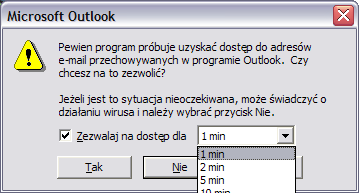 Microsoft Outlook
Pewien program próbuje uzyskać dostęp do adresów
e-mail przechowywanych w programie Outlook. Czy
chcesz na to zezwolić?
Jeżeli jest to sytuacja nieoczekiwana, może świadczyć o
działaniu wirusa i należy wybrać przycisk Nie.
Zezwalaj na dostęp dla 1 min
1 min
2 min
5 min
10 min
Tak Nie